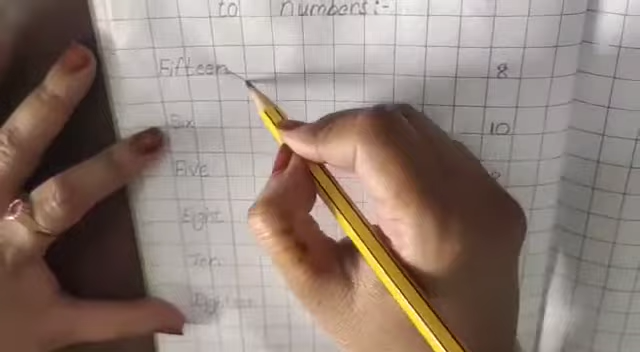 to numbers:-
Fifteen 8
Six 10
Five
Eight
Ten